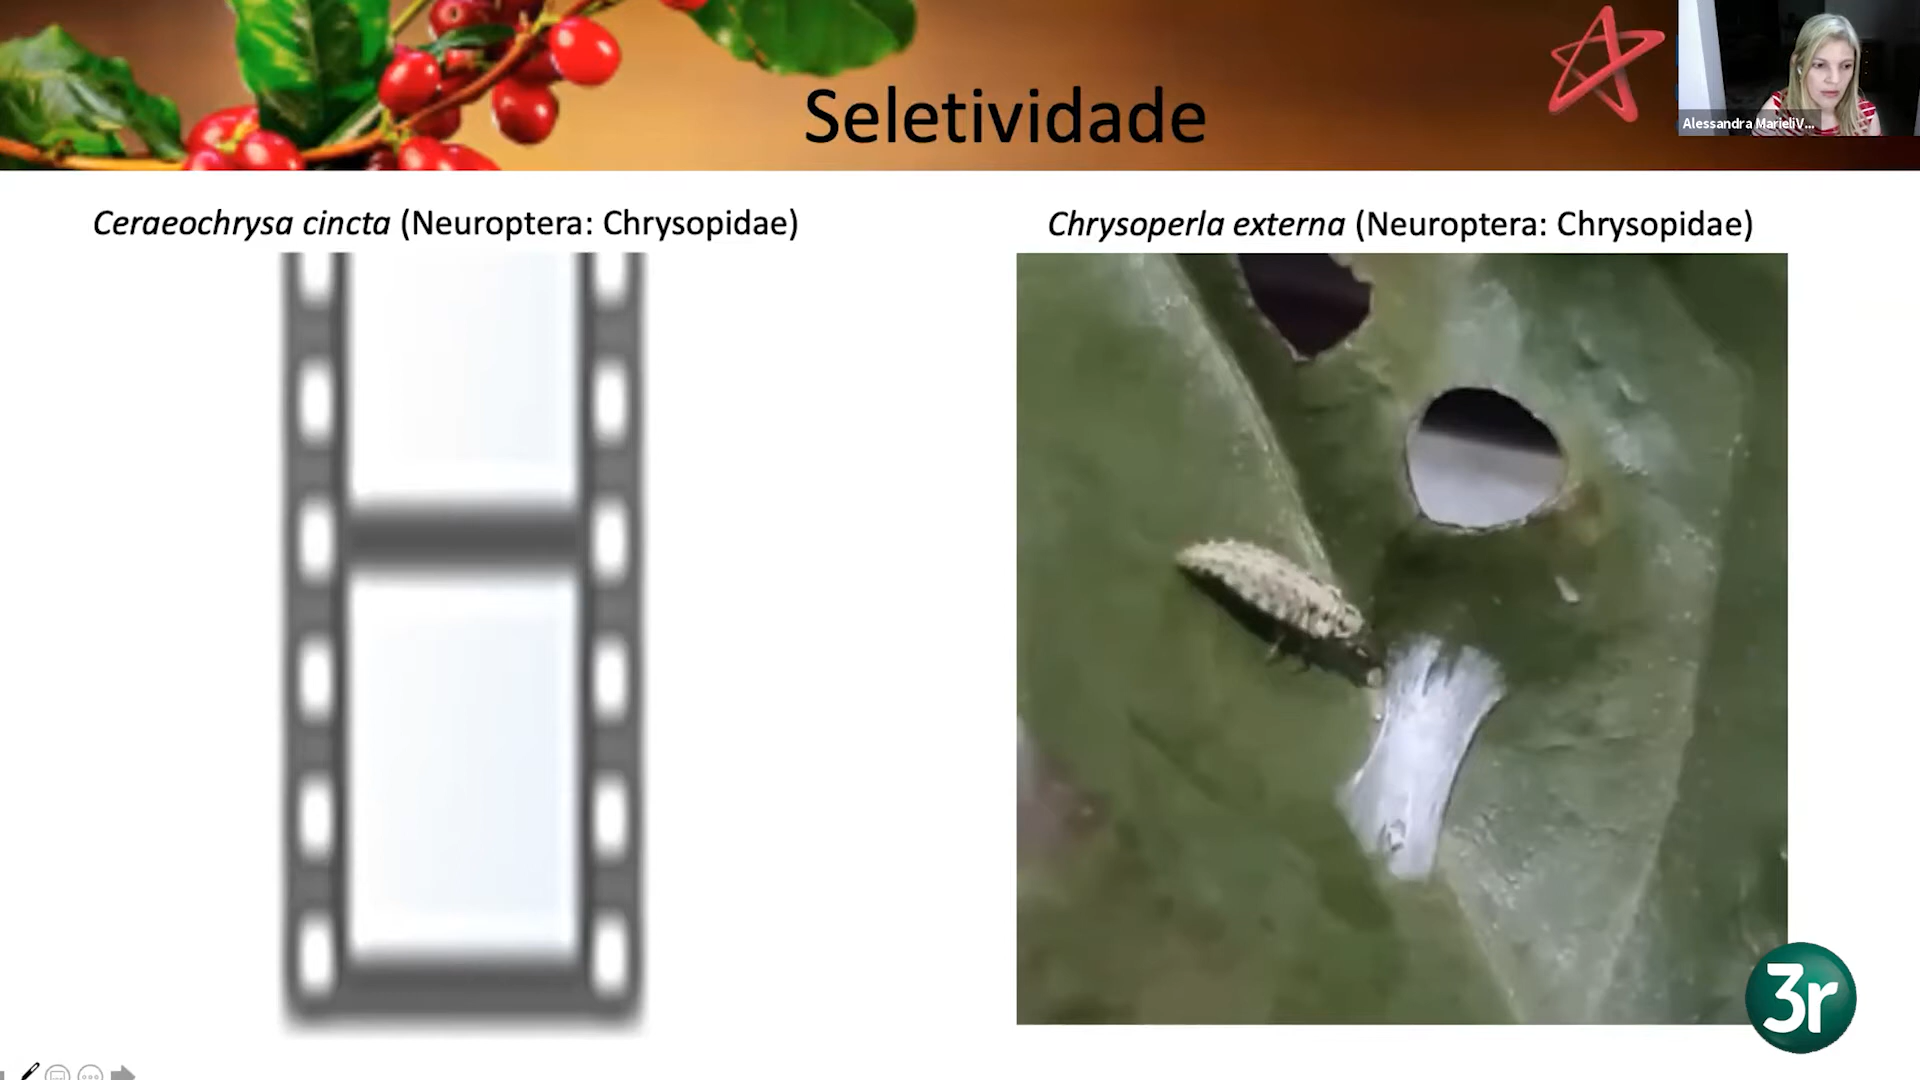 Seletividade
Alessandra MarieliV...
Ceraeochrysa cincta (Neuroptera: Chrysopidae)
Chrysoperla externa (Neuroptera: Chrysopidae)
3r